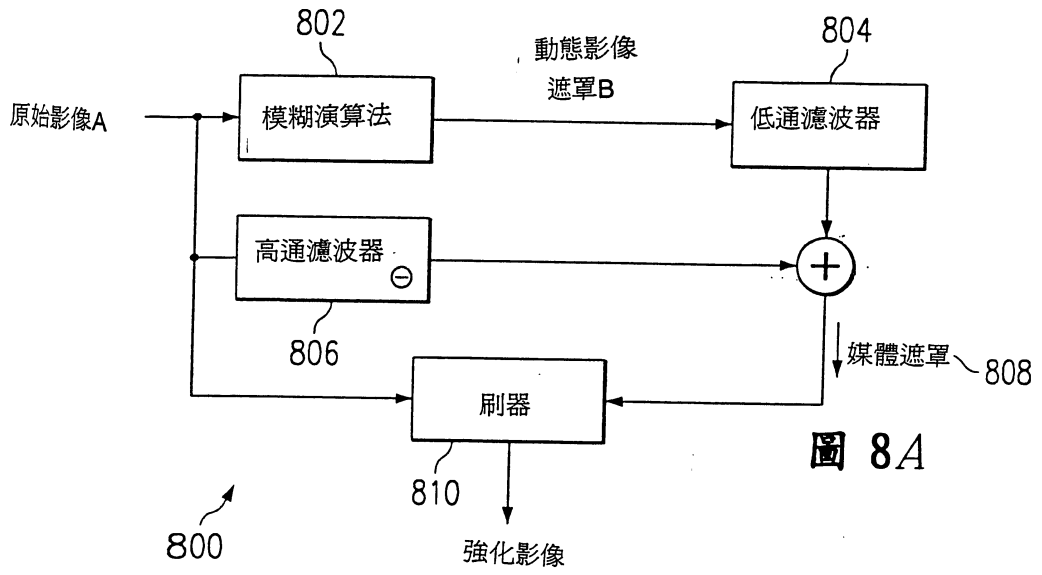 802
804
動態影像
遮罩B
原始影像A
模糊演算法
低通濾波器
高通濾波器
⊖
+
806
媒體遮罩
808
刷器
圖 8A
810
800
強化影像